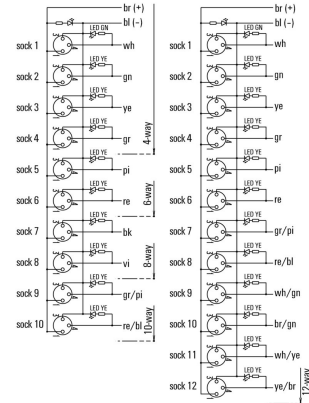 br (+)
bl (–)
LED GN
sock 1 wh
LED YE
sock 2 gn
LED YE
sock 3 ye
LED YE
sock 4 gr
4-way
LED YE
sock 5 pi
LED YE
sock 6 re
6-way
LED YE
sock 7 bk
LED YE
sock 8 vi
8-way
LED YE
sock 9 gr/pi
LED YE
sock 10 re/bl
10-way
br (+)
bl (–)
LED GN
sock 1 wh
LED YE
sock 2 gn
LED YE
sock 3 ye
LED YE
sock 4 gr
LED YE
sock 5 pi
LED YE
sock 6 re
LED YE
sock 7 gr/pi
LED YE
sock 8 re/bl
LED YE
sock 9 wh/gn
LED YE
sock 10 br/gn
LED YE
sock 11 wh/ye
LED YE
sock 12 ye/br
12-way